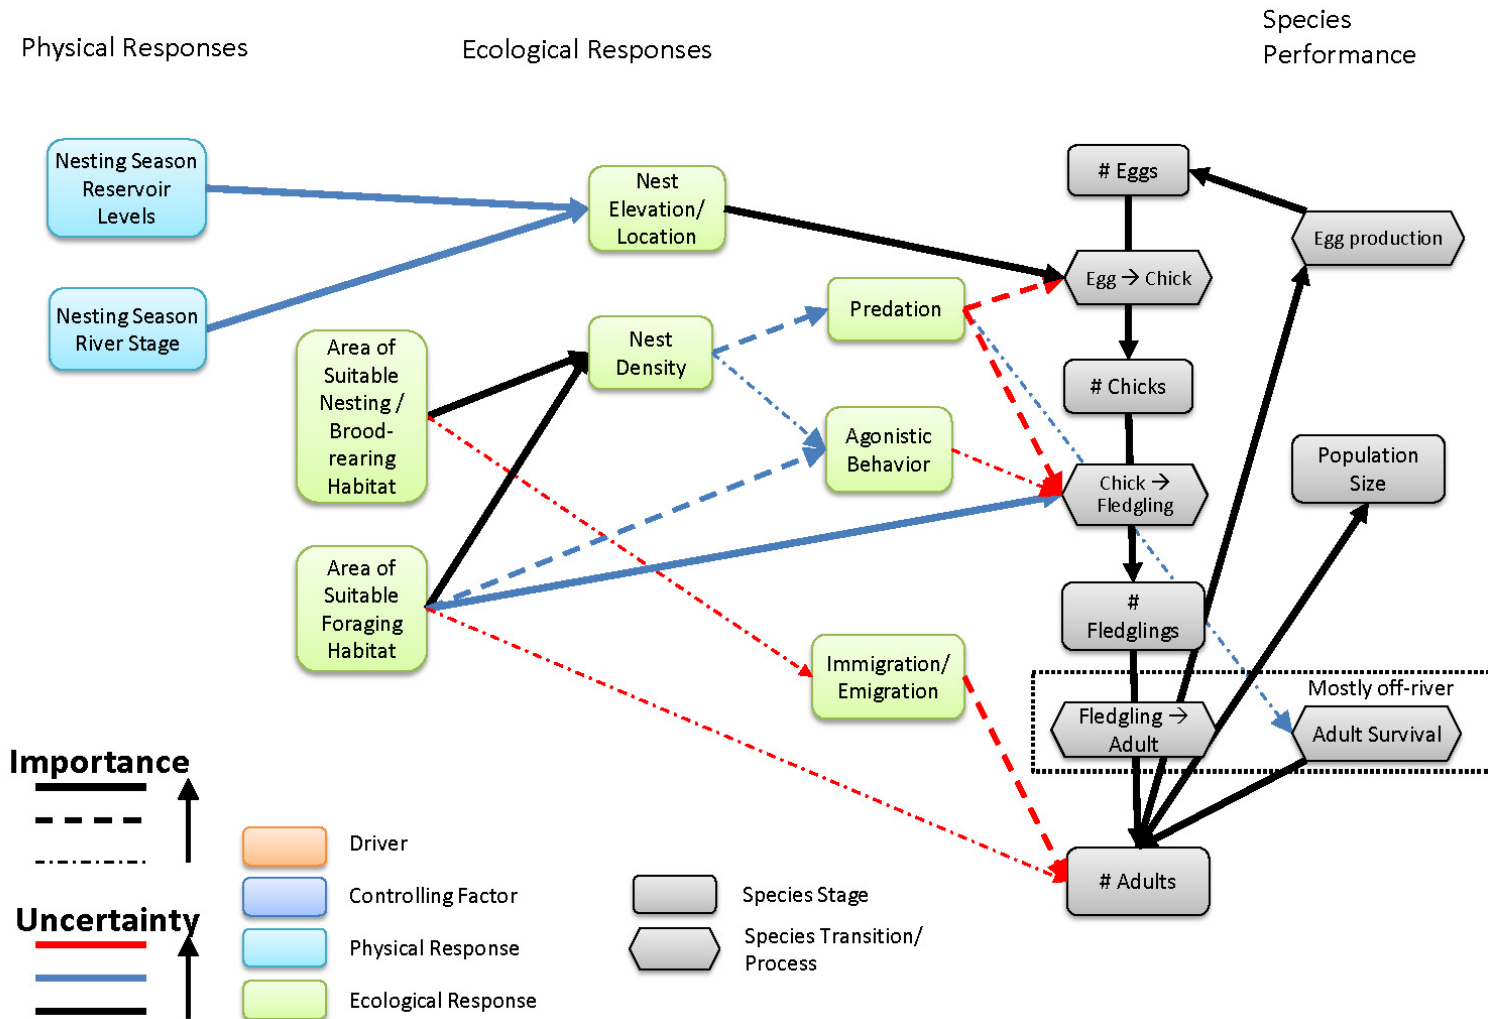 Physical Responses
Ecological Responses
Species
Performance
Nesting Season
Reservoir
Levels
Nest
Elevation/
Location
# Eggs
Egg production
Egg → Chick
Nesting Season
River Stage
Area of
Suitable
Nesting /
Brood-
rearing
Habitat
Nest
Density
Predation
# Chicks
Agonistic
Behavior
Chick →
Fledgling
Population
Size
Area of
Suitable
Foraging
Habitat
#
Fledglings
Immigration/
Emigration
Mostly off-river
Fledgling →
Adult
Adult Survival
# Adults
Importance
Uncertainty
Driver
Controlling Factor
Physical Response
Ecological Response
Species Stage
Species Transition/
Process